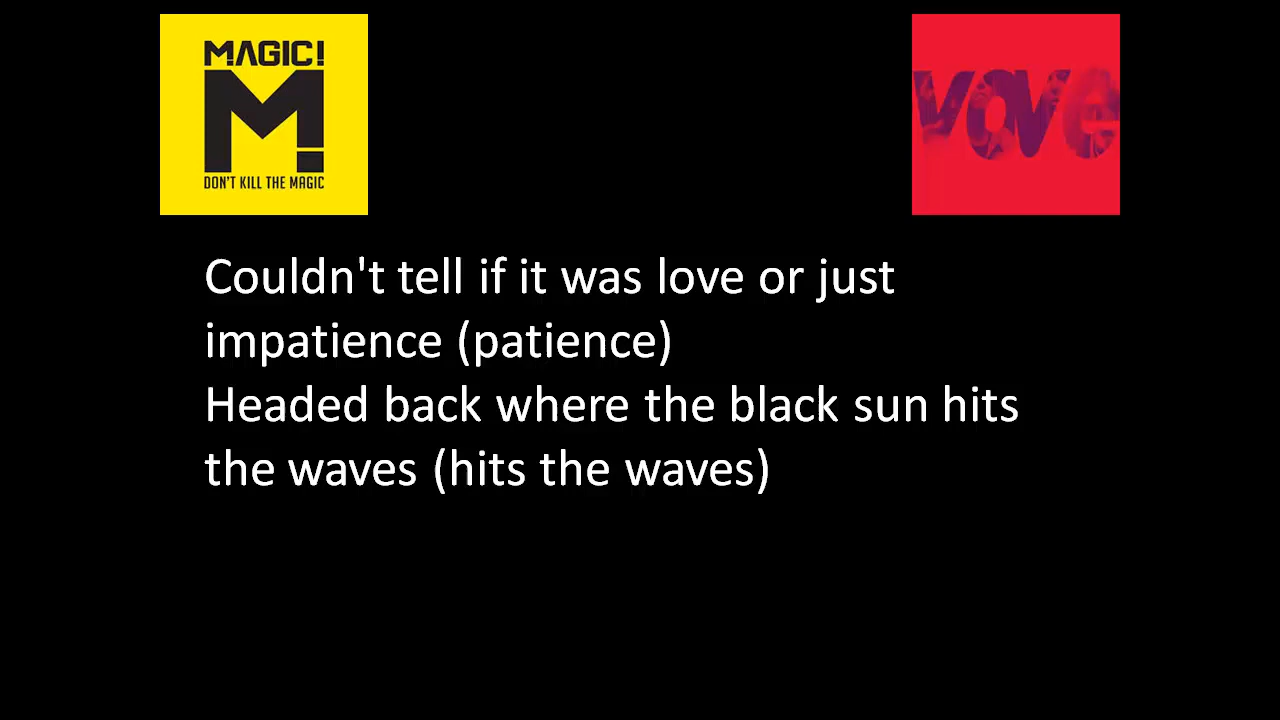 MAGIC!
M!
DON'T KILL THE MAGIC
vove
Couldn't tell if it was love or just
impatience (patience)
Headed back where the black sun hits
the waves (hits the waves)